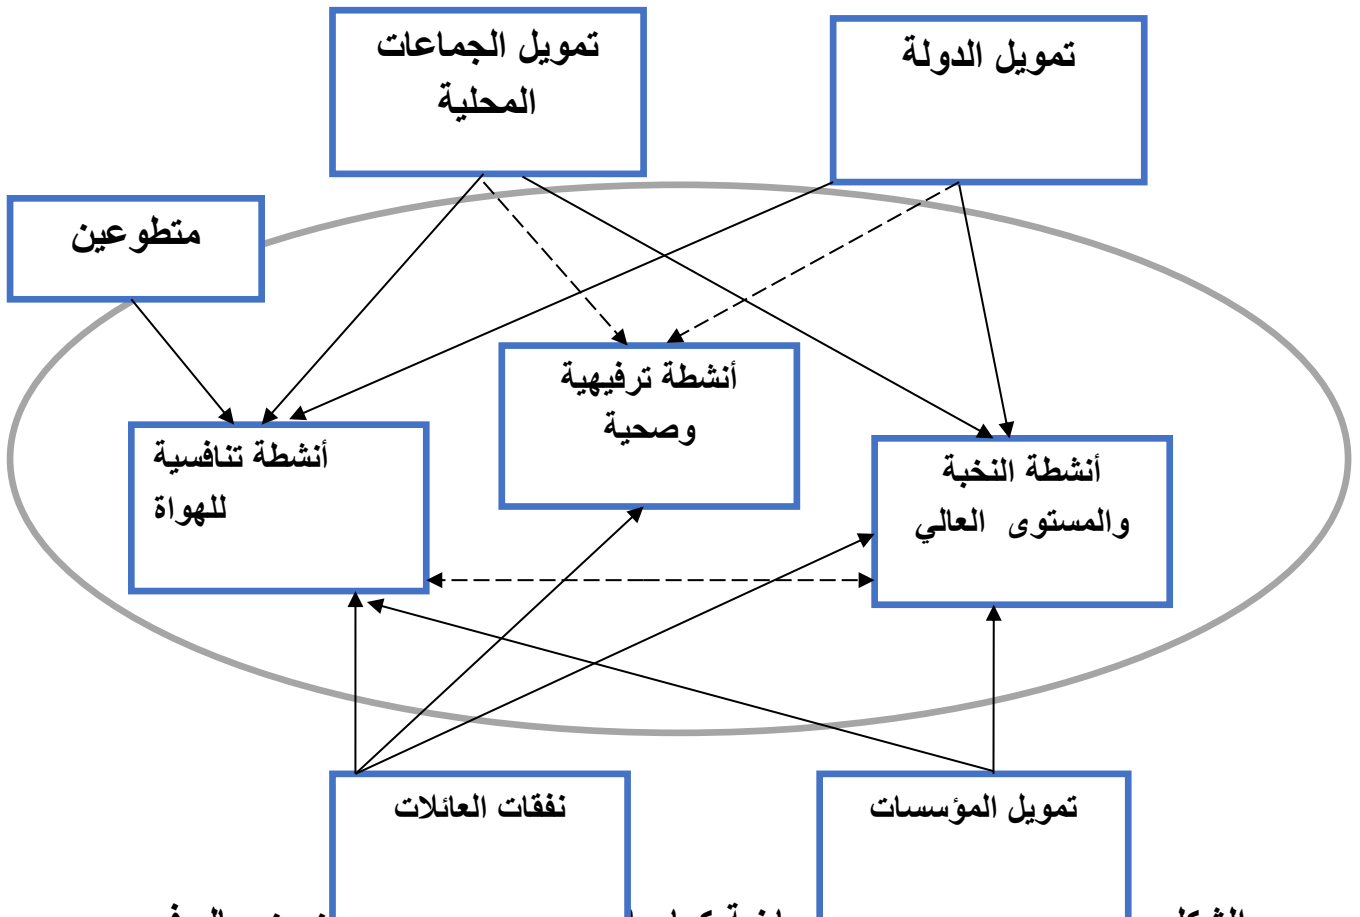 تمويل الجماعات
المحلية
تمويل الدولة
متطوعين
أنشطة ترفيهية
وصحية
أنشطة تنافسية
للهواة
أنشطة النخبة
والمستوى العالي
نفقات العائلات
تمويل المؤسسات